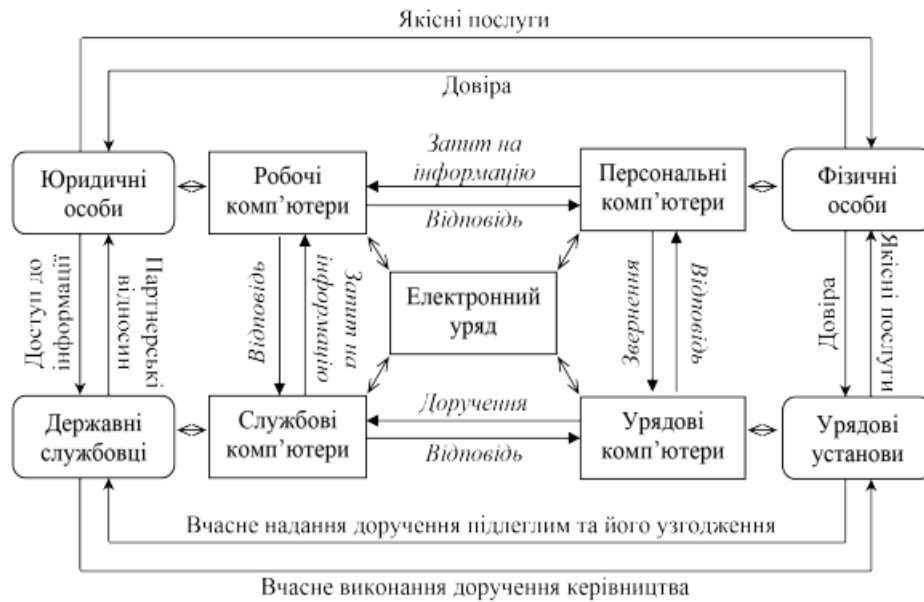 Якісні послуги
Довіра
Юридичні
особи
Робочі
комп’ютери
Запит на
інформацію
Відповідь
Персональні
комп’ютери
Фізичні
особи
Доступ до
інформації
Партнерські
відносини
Відповідь
Запит на
інформацію
Електронний
уряд
Звернення
Відповідь
Довіра
Якісні послуги
Державні
службовці
Службові
комп’ютери
Доручення
Відповідь
Урядові
комп’ютери
Урядові
установи
Вчасне надання доручення підлеглим та його узгодження
Вчасне виконання доручення керівництва